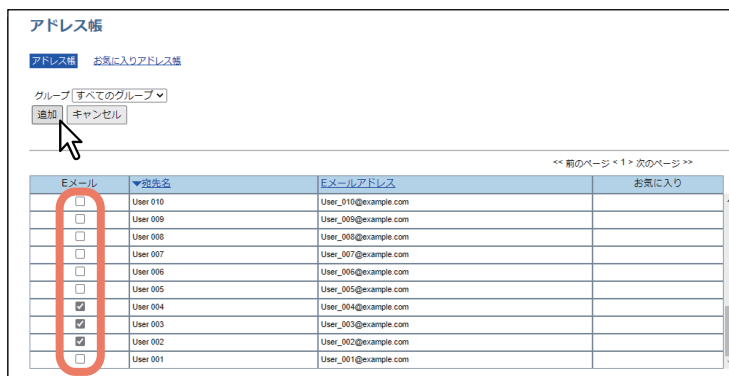 アドレス帳
アドレス帳 お気に入りアドレス帳
グループ すべてのグループ
追加 キャンセル
<< 前のページ < 1 > 次のページ >>
Eメール ▼宛先名 Eメールアドレス お気に入り
User 010 User_010@example.com
User 009 User_009@example.com
User 008 User_008@example.com
User 007 User_007@example.com
User 006 User_006@example.com
User 005 User_005@example.com
User 004 User_004@example.com
User 003 User_003@example.com
User 002 User_002@example.com
User 001 User_001@example.com